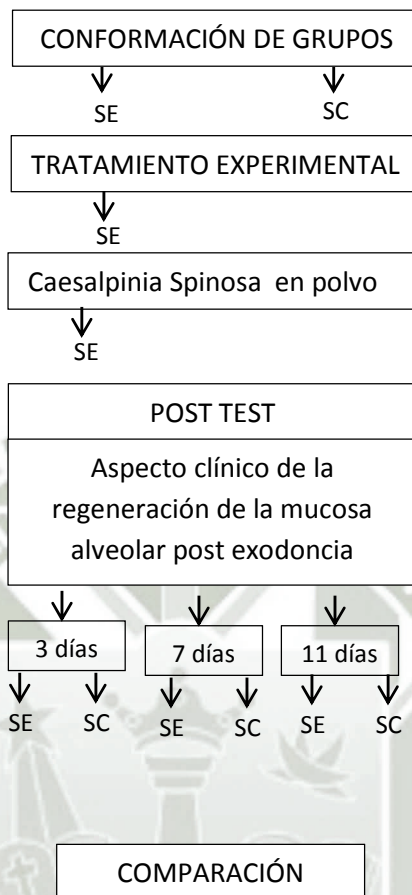 CONFORMACIÓN DE GRUPOS
SE SC
TRATAMIENTO EXPERIMENTAL
SE
Caesalpinia Spinosa en polvo
SE
POST TEST
Aspecto clínico de la
regeneración de la mucosa
alveolar post exodoncia
3 días 7 días 11 días
SE SC SE SC SE SC
COMPARACIÓN